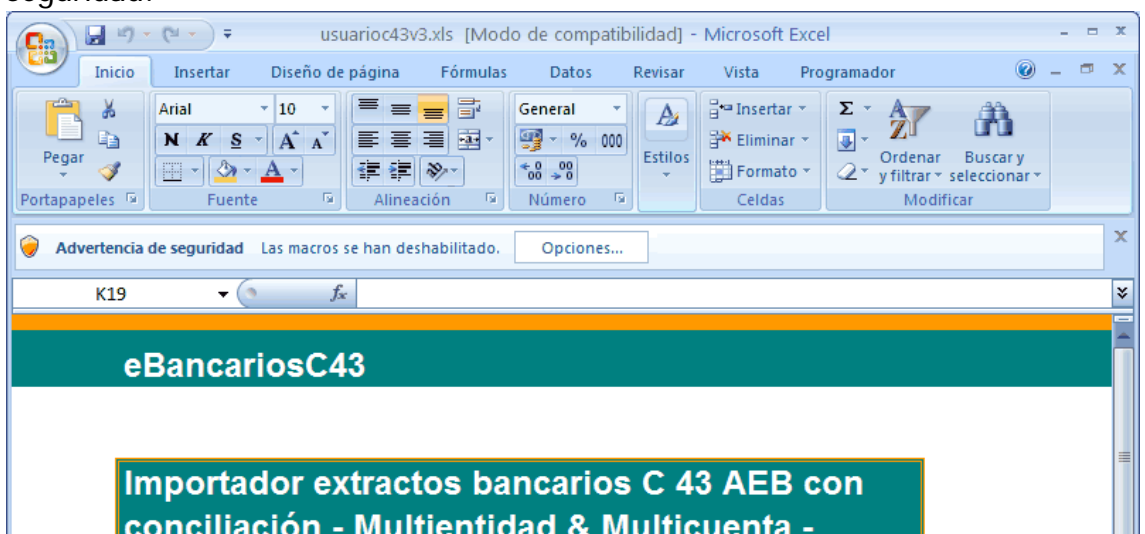 seguridad.
usuarioc43v3.xls [Modo de compatibilidad] - Microsoft Excel
Inicio Insertar Diseño de página Fórmulas Datos Revisar Vista Programador
Arial 10 General Insertar Σ
N K S A A % 000 Eliminar
Pegar Estilos Formato Ordenar y filtrar Buscar y seleccionar
Portapapeles Fuente Alineación Número Celdas Modificar
Advertencia de seguridad Las macros se han deshabilitado. Opciones...
K19 fx
eBancariosC43
Importador extractos bancarios C 43 AEB con
conciliación - Multientidad & Multicuenta -